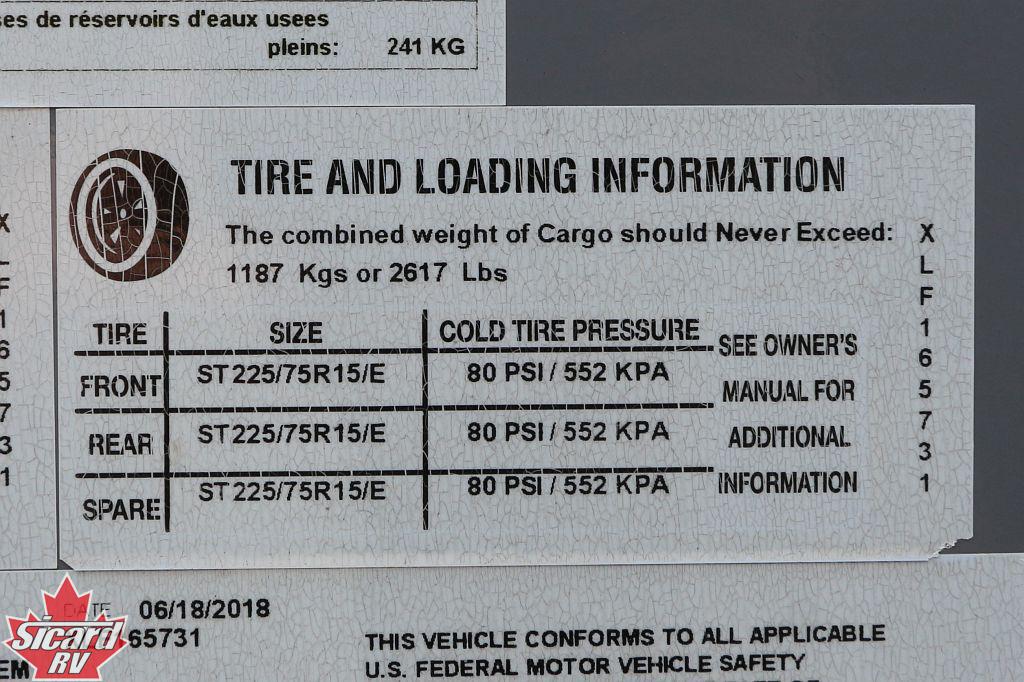 de réservoirs d'eaux usees
pleins: 241 KG
TIRE AND LOADING INFORMATION
The combined weight of Cargo should Never Exceed:
1187 Kgs or 2617 Lbs
TIRE SIZE COLD TIRE PRESSURE
FRONT ST225/75R15/E 80 PSI / 552 KPA
REAR ST225/75R15/E 80 PSI / 552 KPA
SPARE ST225/75R15/E 80 PSI / 552 KPA
SEE OWNER'S
MANUAL FOR
ADDITIONAL
INFORMATION
X
L
F
1
6
5
7
3
1
DATE 06/18/2018
65731
THIS VEHICLE CONFORMS TO ALL APPLICABLE
U.S. FEDERAL MOTOR VEHICLE SAFETY
Sicard
RV